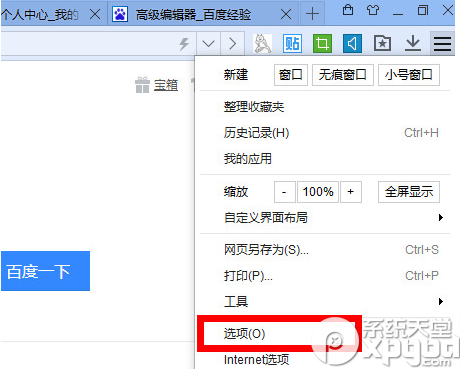 个人中心_我的
高级编辑器_百度经验
贴
宝箱
新建 窗口 无痕窗口 小号窗口
整理收藏夹
历史记录(H) Ctrl+H
我的应用
缩放 - 100% + 全屏显示
自定义界面布局
网页另存为(S)... Ctrl+S
打印(P)... Ctrl+P
工具
百度一下
选项(O)
Internet选项
系统天堂
xpgod